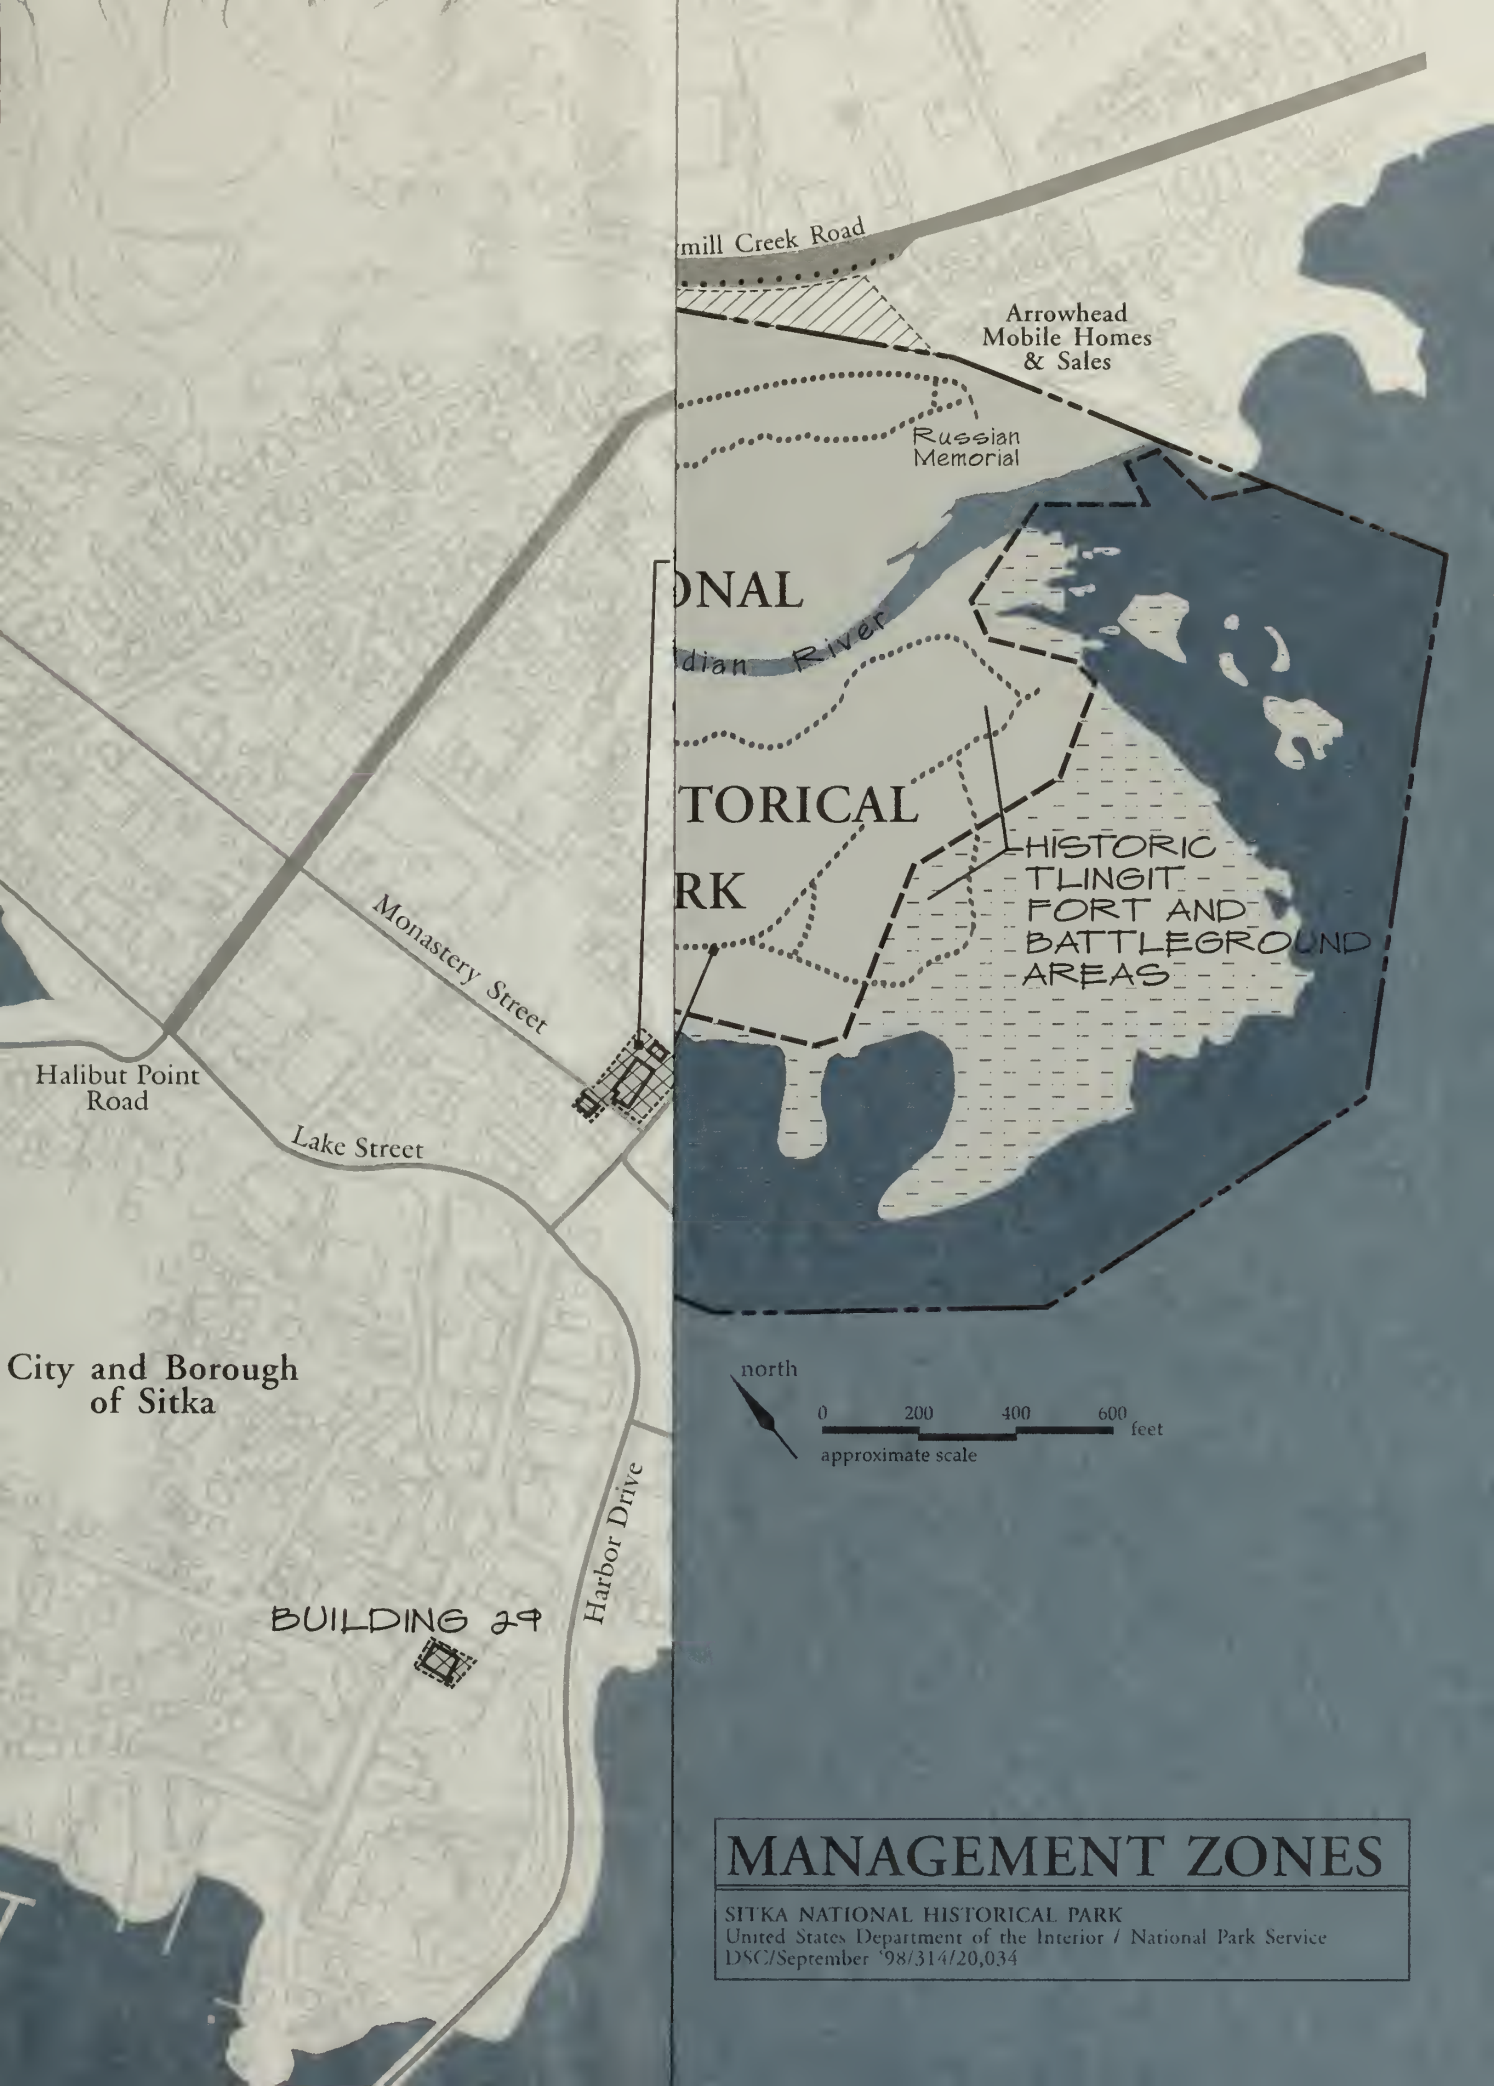 mill Creek Road
Arrowhead
Mobile Homes
& Sales
Russian
Memorial
ONAL
dian River
TORICAL
RK
HISTORIC
TLINGIT
FORT AND
BATTLEGROUND
AREAS
Monastery Street
Halibut Point
Road
Lake Street
City and Borough
of Sitka
north
0 200 400 600
feet
approximate scale
Harbor Drive
BUILDING 29
MANAGEMENT ZONES
SITKA NATIONAL HISTORICAL PARK
United States Department of the Interior / National Park Service
DSC/September '98/314/20,034